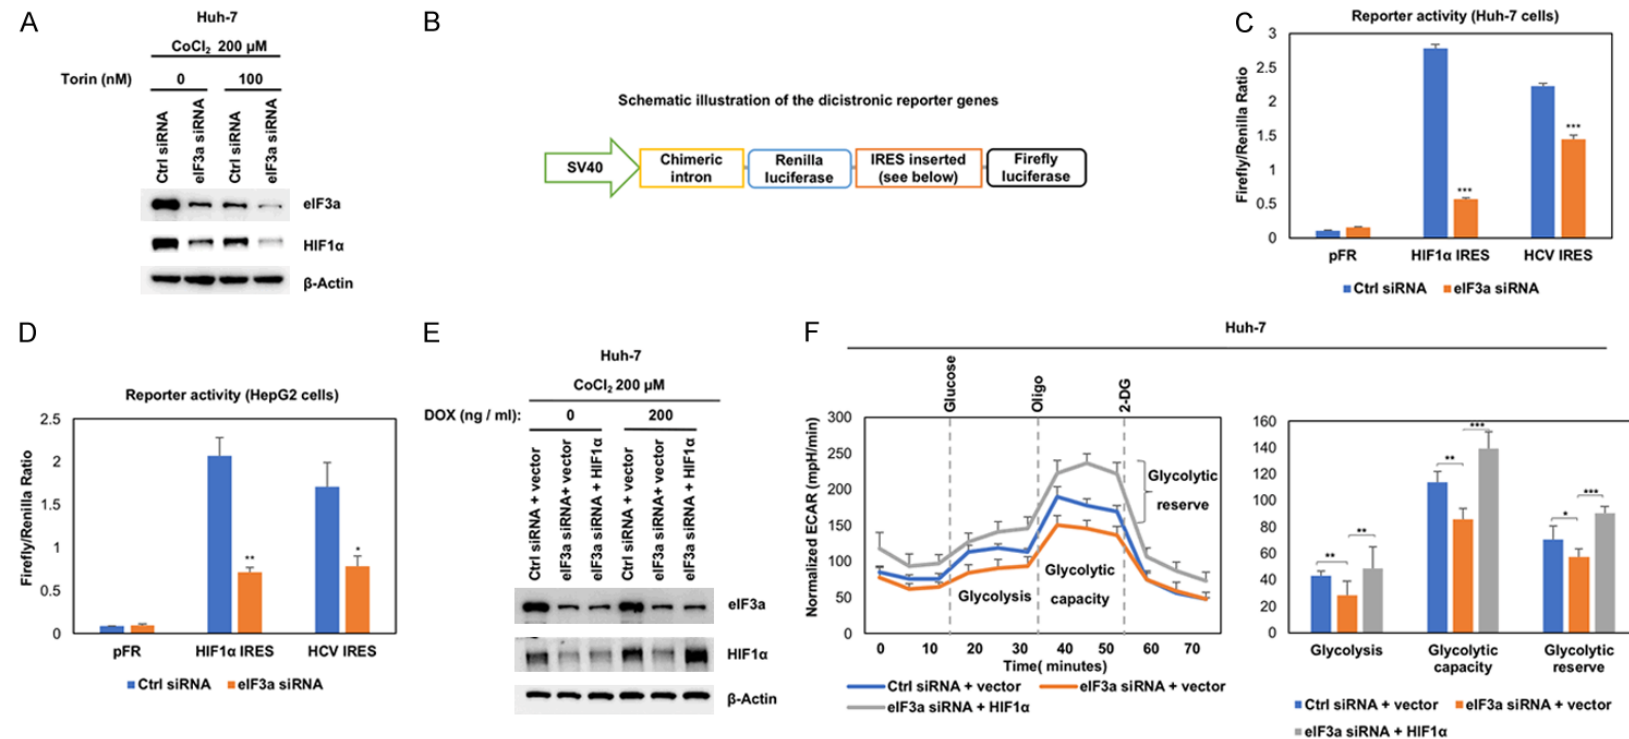 A
Huh-7
CoCl₂ 200 µM
Torin (nM)
0
100
Ctrl siRNA
eIF3a siRNA
Ctrl siRNA
eIF3a siRNA
eIF3a
HIF1α
β-Actin
B
Schematic illustration of the dicistronic reporter genes
SV40
Chimeric
intron
Renilla
luciferase
IRES inserted
(see below)
Firefly
luciferase
C
Reporter activity (Huh-7 cells)
Firefly/Renilla Ratio
3
2.5
2
1.5
1
0.5
0
***
***
pFR
HIF1α IRES
HCV IRES
Ctrl siRNA
eIF3a siRNA
D
Reporter activity (HepG2 cells)
Firefly/Renilla Ratio
2.5
2
1.5
1
0.5
0
**
*
pFR
HIF1α IRES
HCV IRES
Ctrl siRNA
eIF3a siRNA
E
Huh-7
CoCl₂ 200 µM
DOX (ng / ml):
0
200
Ctrl siRNA + vector
eIF3a siRNA+ vector
eIF3a siRNA + HIF1α
Ctrl siRNA + vector
eIF3a siRNA+ vector
eIF3a siRNA + HIF1α
eIF3a
HIF1α
β-Actin
F
Huh-7
Normalized ECAR (mpH/min)
300
250
200
150
100
50
0
Glucose
Oligo
2-DG
Glycolytic
reserve
Glycolysis
Glycolytic
capacity
0 10 20 30 40 50 60 70
Time( minutes)
Ctrl siRNA + vector
eIF3a siRNA + vector
eIF3a siRNA + HIF1α
160
140
120
100
80
60
40
20
0
** **
** ***
* ***
Glycolysis
Glycolytic
capacity
Glycolytic
reserve
Ctrl siRNA + vector
eIF3a siRNA + vector
eIF3a siRNA + HIF1α